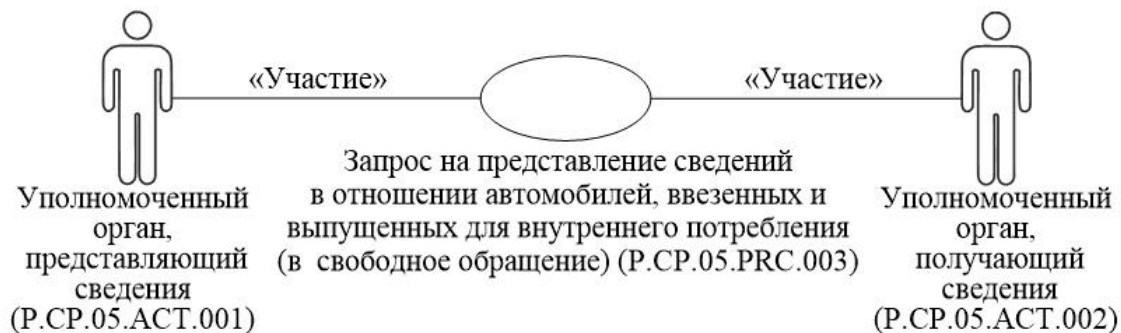 «Участие»
«Участие»
Запрос на представление сведений
в отношении автомобилей, ввезенных и
выпущенных для внутреннего потребления
(в свободное обращение) (P.CP.05.PRC.003)
Уполномоченный
орган,
представляющий
сведения
(P.CP.05.ACT.001)
Уполномоченный
орган,
получающий
сведения
(P.CP.05.ACT.002)